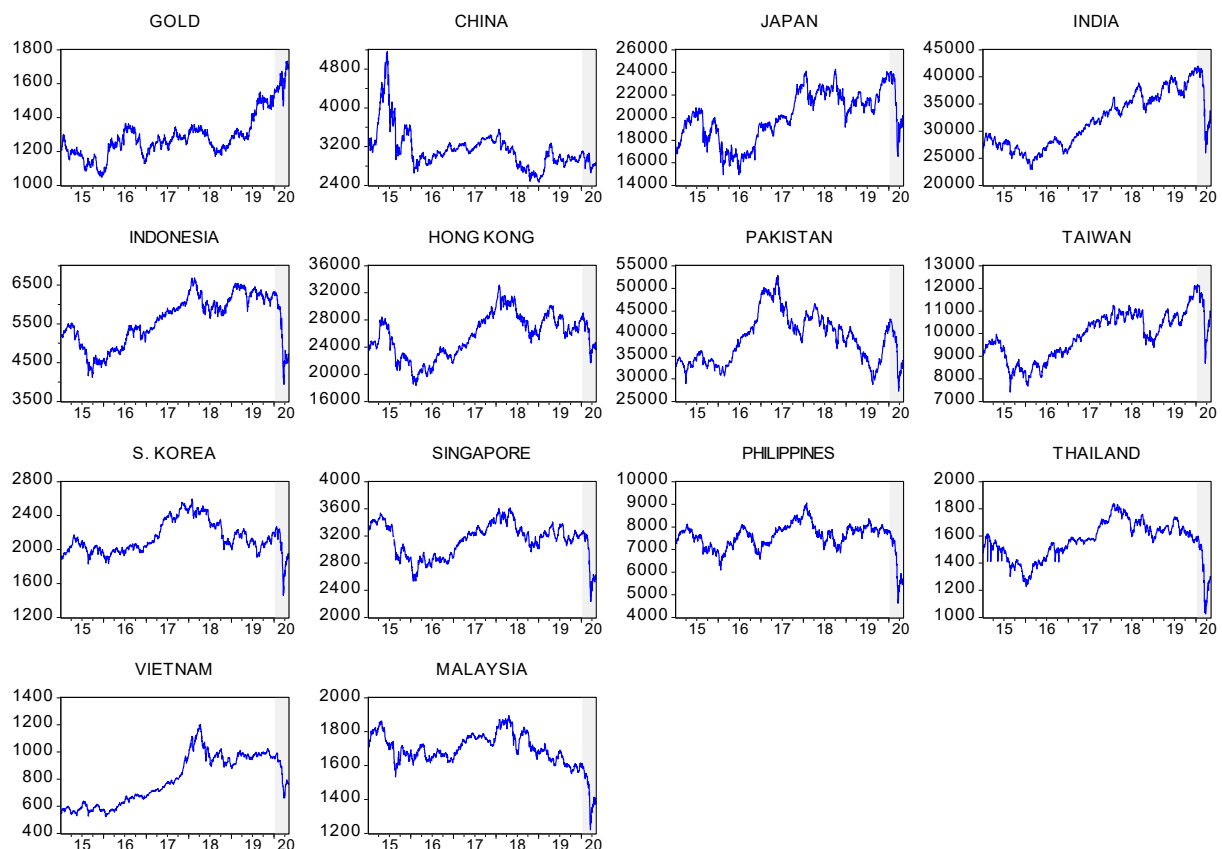 GOLD
1800
1600
1400
1200
1000
15 16 17 18 19 20
CHINA
4800
4000
3200
2400
15 16 17 18 19 20
JAPAN
26000
24000
22000
20000
18000
16000
14000
15 16 17 18 19 20
INDIA
45000
40000
35000
30000
25000
20000
15 16 17 18 19 20
INDONESIA
6500
5500
4500
3500
15 16 17 18 19 20
HONG KONG
36000
32000
28000
24000
20000
16000
15 16 17 18 19 20
PAKISTAN
55000
50000
45000
40000
35000
30000
25000
15 16 17 18 19 20
TAIWAN
13000
12000
11000
10000
9000
8000
7000
15 16 17 18 19 20
S. KOREA
2800
2400
2000
1600
1200
15 16 17 18 19 20
SINGAPORE
4000
3600
3200
2800
2400
2000
15 16 17 18 19 20
PHILIPPINES
10000
9000
8000
7000
6000
5000
4000
15 16 17 18 19 20
THAILAND
2000
1800
1600
1400
1200
1000
15 16 17 18 19 20
VIETNAM
1400
1200
1000
800
600
400
15 16 17 18 19 20
MALAYSIA
2000
1800
1600
1400
1200
15 16 17 18 19 20